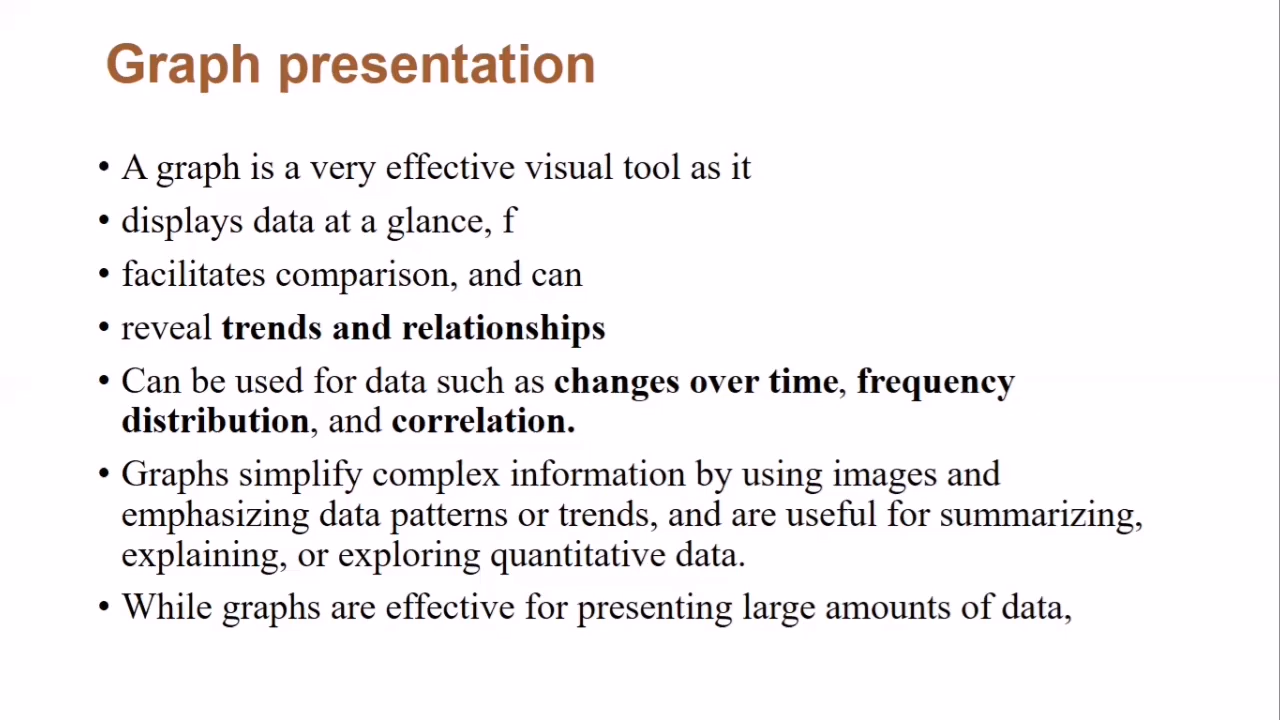 Graph presentation
• A graph is a very effective visual tool as it
• displays data at a glance, f
• facilitates comparison, and can
• reveal trends and relationships
• Can be used for data such as changes over time, frequency
distribution, and correlation.
• Graphs simplify complex information by using images and
emphasizing data patterns or trends, and are useful for summarizing,
explaining, or exploring quantitative data.
• While graphs are effective for presenting large amounts of data,